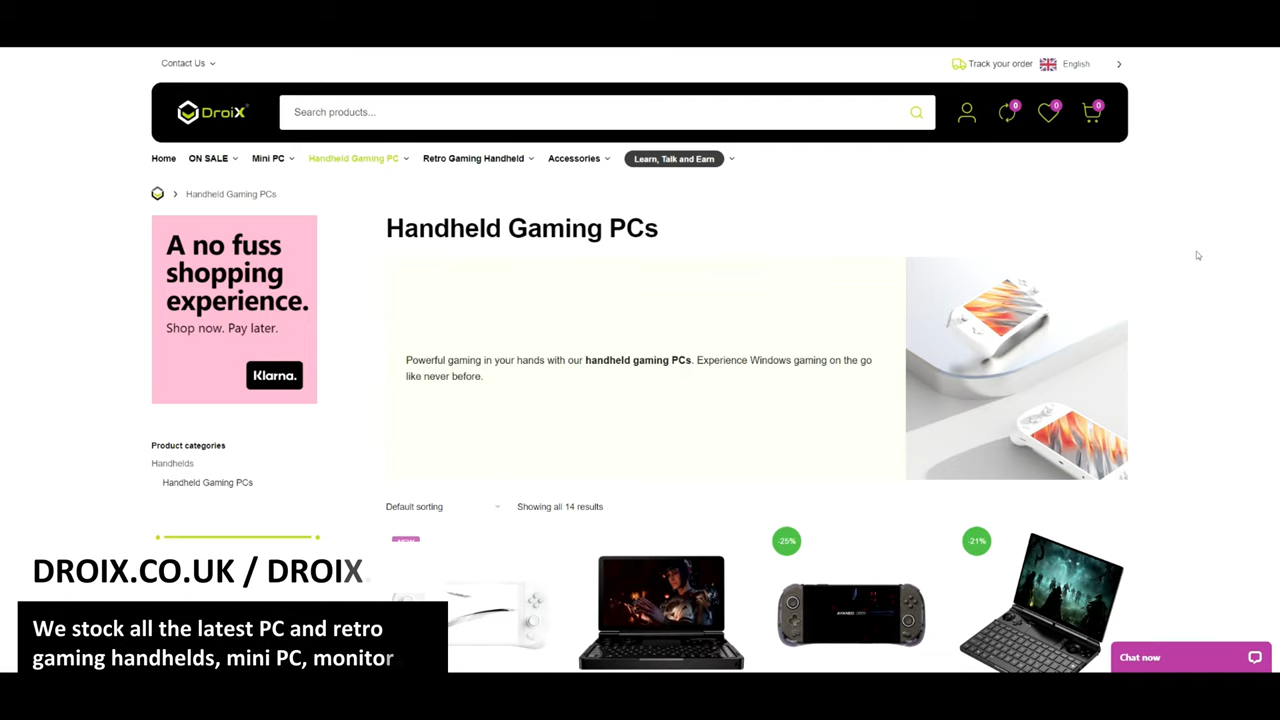 Contact Us
Track your order
English
DroiX
Search products...
0
0
0
Home
ON SALE
Mini PC
Handheld Gaming PC
Retro Gaming Handheld
Accessories
Learn, Talk and Earn
Handheld Gaming PCs
A no fuss
shopping
experience.
Shop now. Pay later.
Klarna.
Handheld Gaming PCs
Powerful gaming in your hands with our handheld gaming PCs. Experience Windows gaming on the go
like never before.
Product categories
Handhelds
Handheld Gaming PCs
Default sorting
Showing all 14 results
-25%
-21%
DROIX.CO.UK / DROIX.
We stock all the latest PC and retro
gaming handhelds, mini PC, monitor
Chat now